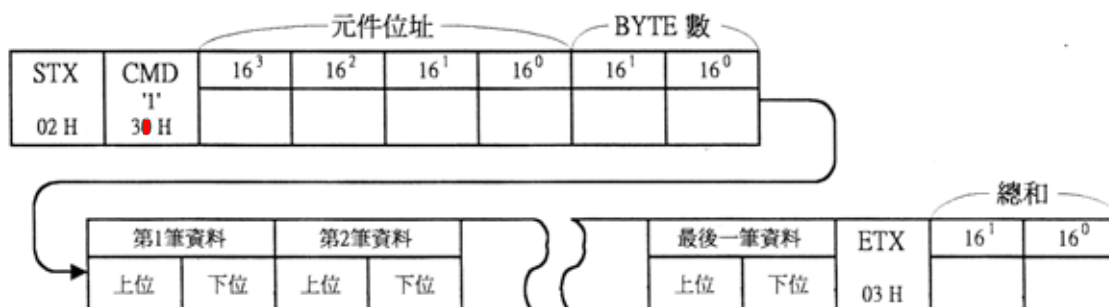 元件位址 BYTE 數
STX CMD 16³ 16² 16¹ 16⁰ 16¹ 16⁰
'1'
02 H 30 H
總和
第1筆資料 第2筆資料 最後一筆資料 ETX 16¹ 16⁰
上位 下位 上位 下位 上位 下位 03 H